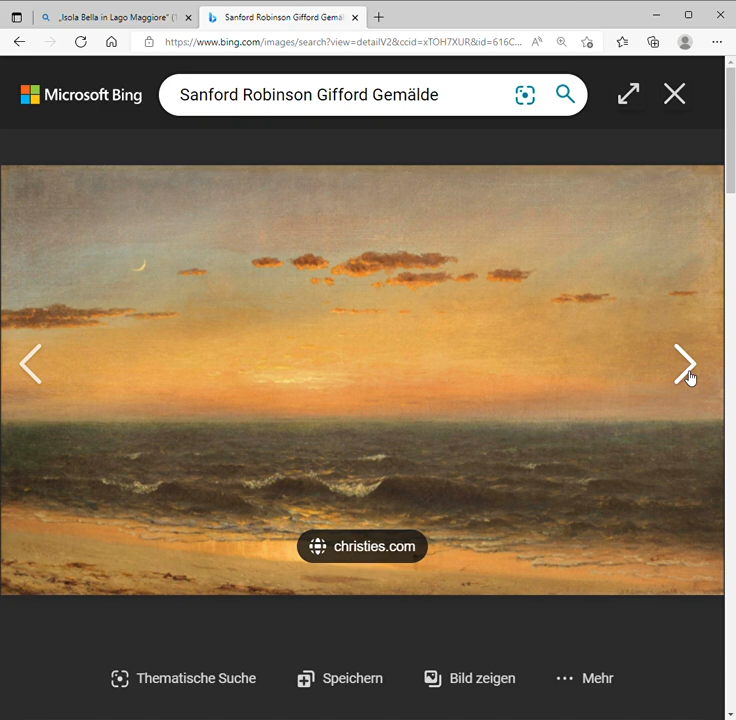 „Isola Bella in Lago Maggiore" (1
Sanford Robinson Gifford Gemäl
https://www.bing.com/images/search?view=detailV2&ccid=xTOH7XUR&id=616C...
Microsoft Bing
Sanford Robinson Gifford Gemälde
christies.com
Thematische Suche
Speichern
Bild zeigen
Mehr